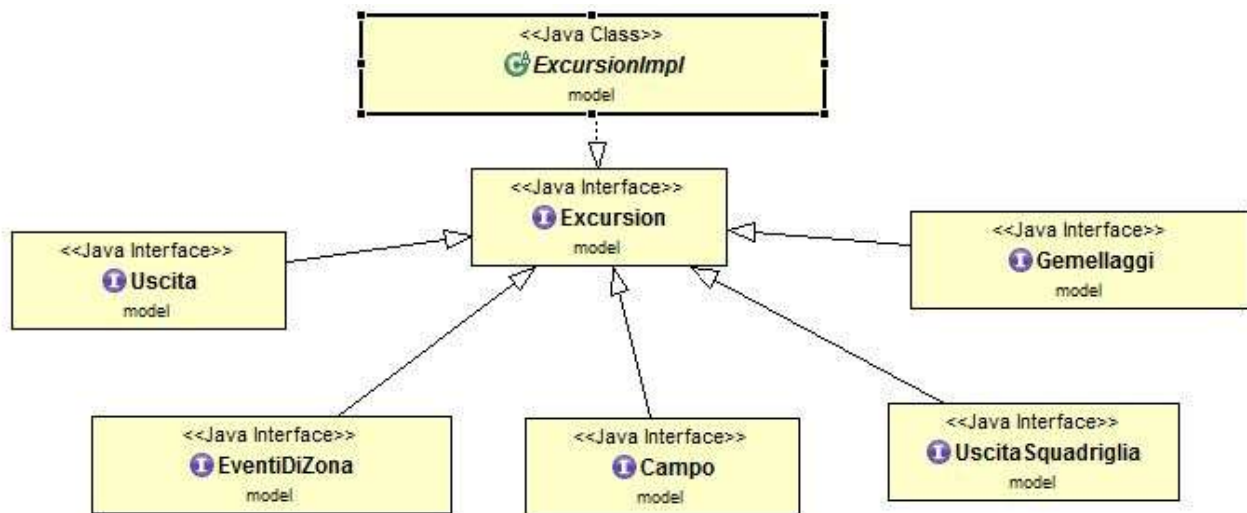 <<Java Class>>
ExcursionImpl
model
<<Java Interface>>
Excursion
model
<<Java Interface>>
Uscita
model
<<Java Interface>>
Gemellaggi
model
<<Java Interface>>
EventiDiZona
model
<<Java Interface>>
Campo
model
<<Java Interface>>
UscitaSquadriglia
model